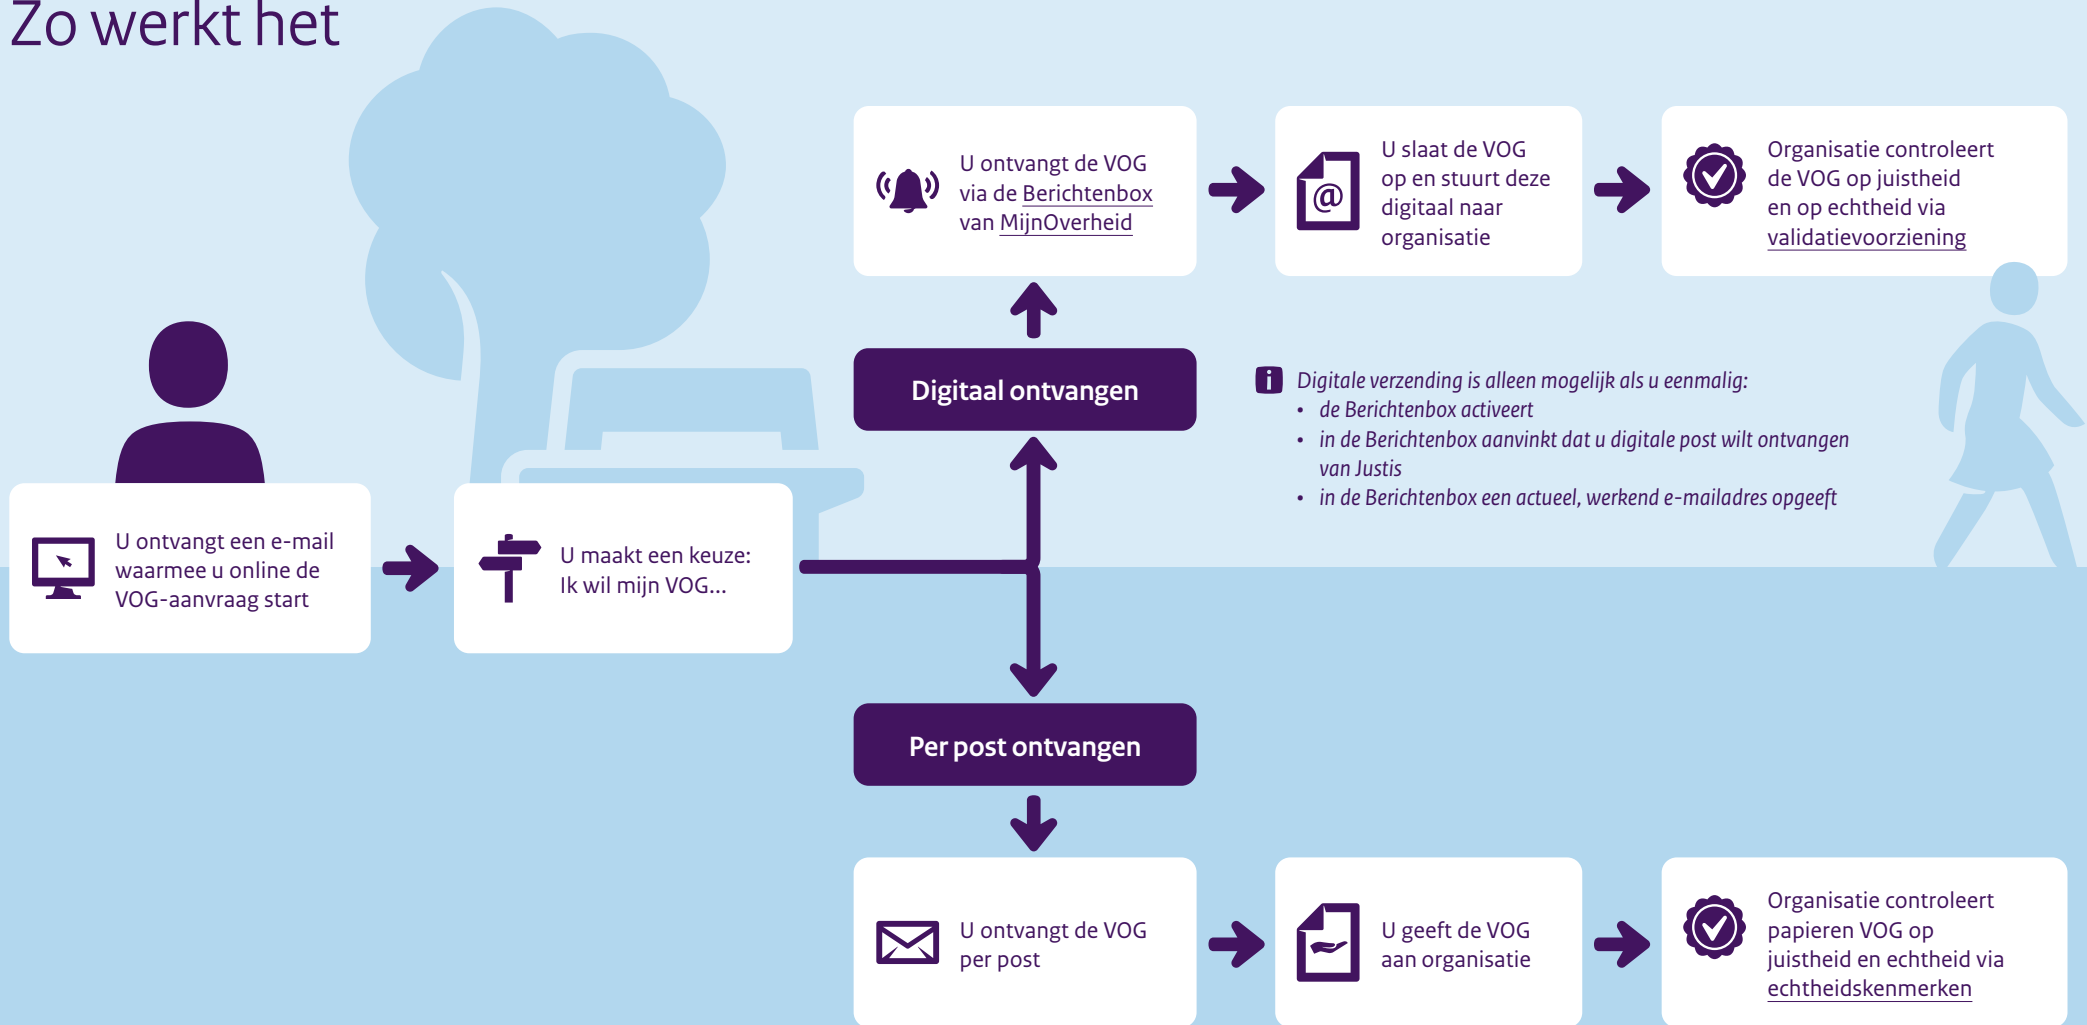 Zo werkt het
U ontvangt een e-mail
waarmee u online de
VOG-aanvraag start
U maakt een keuze:
Ik wil mijn VOG...
Digitaal ontvangen
U ontvangt de VOG
via de Berichtenbox
van MijnOverheid
U slaat de VOG
op en stuurt deze
digitaal naar
organisatie
Organisatie controleert
de VOG op juistheid
en op echtheid via
validatievoorziening
i Digitale verzending is alleen mogelijk als u eenmalig:
• de Berichtenbox activeert
• in de Berichtenbox aanvinkt dat u digitale post wilt ontvangen
van Justis
• in de Berichtenbox een actueel, werkend e-mailadres opgeeft
Per post ontvangen
U ontvangt de VOG
per post
U geeft de VOG
aan organisatie
Organisatie controleert
papieren VOG op
juistheid en echtheid via
echtheidskenmerken
@